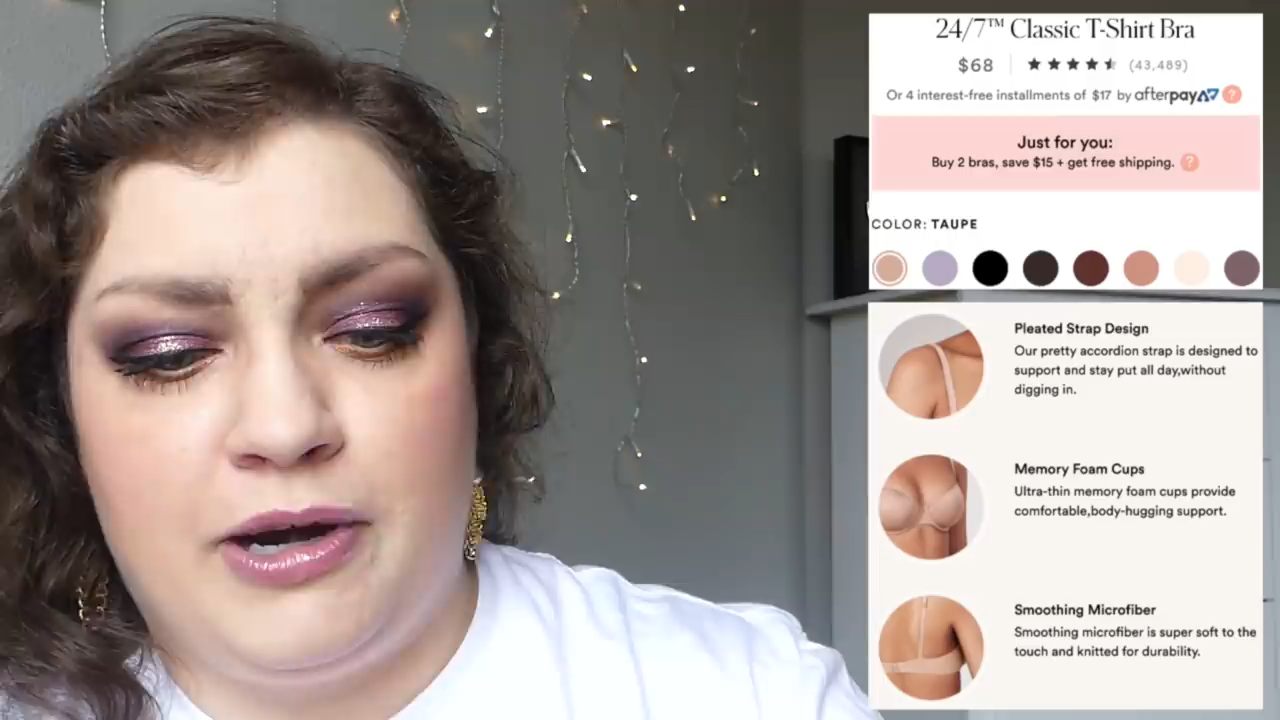 24/7™ Classic T-Shirt Bra
$68 (43,489)
Or 4 interest-free installments of $17 by afterpay ?
Just for you:
Buy 2 bras, save $15 + get free shipping. ?
COLOR: TAUPE
Pleated Strap Design
Our pretty accordion strap is designed to
support and stay put all day,without
digging in.
Memory Foam Cups
Ultra-thin memory foam cups provide
comfortable,body-hugging support.
Smoothing Microfiber
Smoothing microfiber is super soft to the
touch and knitted for durability.